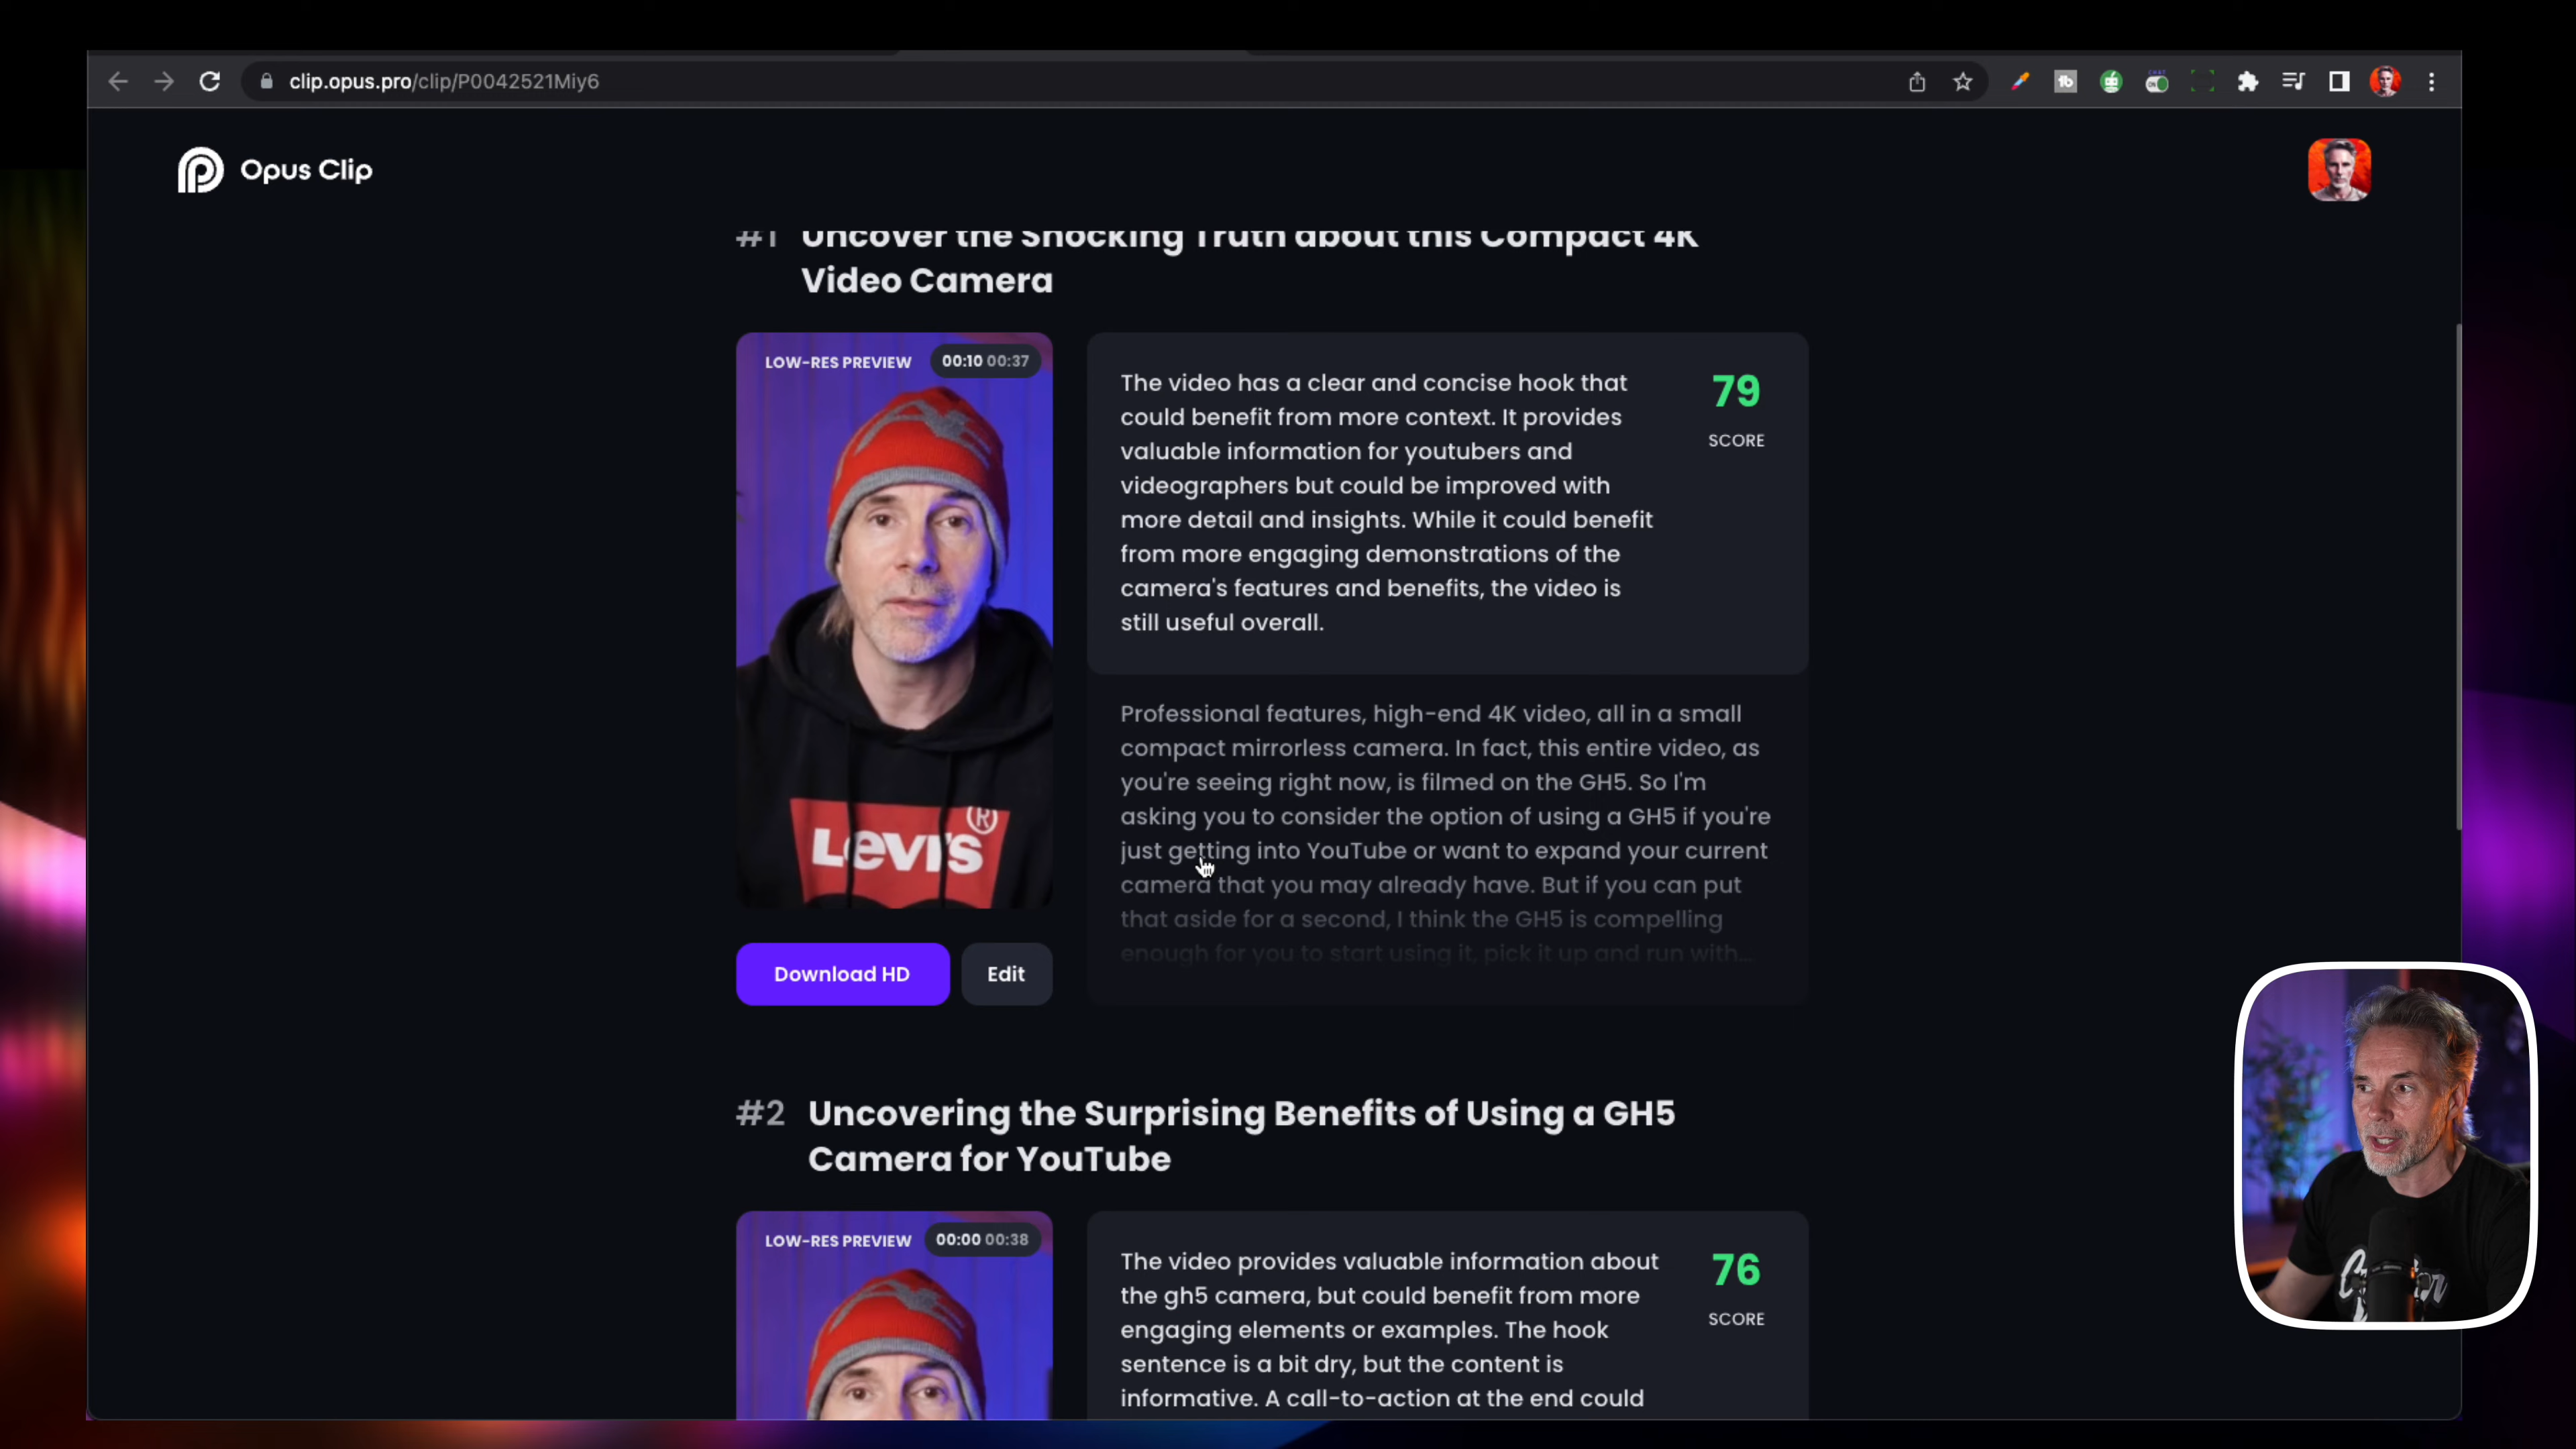 clip.opus.pro/clip/P0042521Miy6
Opus Clip
#1 Uncover the Shocking Truth about this Compact 4K
Video Camera
LOW-RES PREVIEW 00:10 00:37
The video has a clear and concise hook that
could benefit from more context. It provides
valuable information for youtubers and
videographers but could be improved with
more detail and insights. While it could benefit
from more engaging demonstrations of the
camera's features and benefits, the video is
still useful overall.
79
SCORE
Levi's
®
Professional features, high-end 4K video, all in a small
compact mirrorless camera. In fact, this entire video, as
you're seeing right now, is filmed on the GH5. So I'm
asking you to consider the option of using a GH5 if you're
just getting into YouTube or want to expand your current
camera that you may already have. But if you can put
that aside for a second, I think the GH5 is compelling
enough for you to start using it, pick it up and run with...
Download HD
Edit
#2 Uncovering the Surprising Benefits of Using a GH5
Camera for YouTube
LOW-RES PREVIEW 00:00 00:38
The video provides valuable information about
the gh5 camera, but could benefit from more
engaging elements or examples. The hook
sentence is a bit dry, but the content is
informative. A call-to-action at the end could
76
SCORE